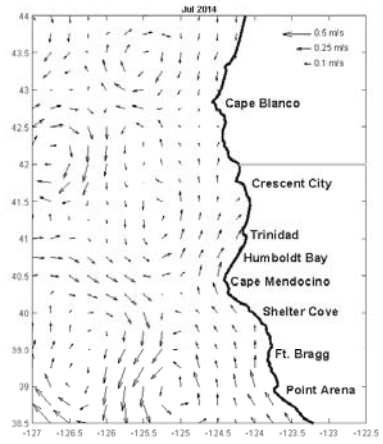 Jul 2014
44
0.5 m/s
0.25 m/s
43.5
0.1 m/s
43
Cape Blanco
42.5
42
Crescent City
41.5
Trinidad
41
Humboldt Bay
40.5
Cape Mendocino
40
Shelter Cove
39.5
Ft. Bragg
39
Point Arena
38.5
-127 -126.5 -126 -125.5 -125 -124.5 -124 -123.5 -123 -122.5